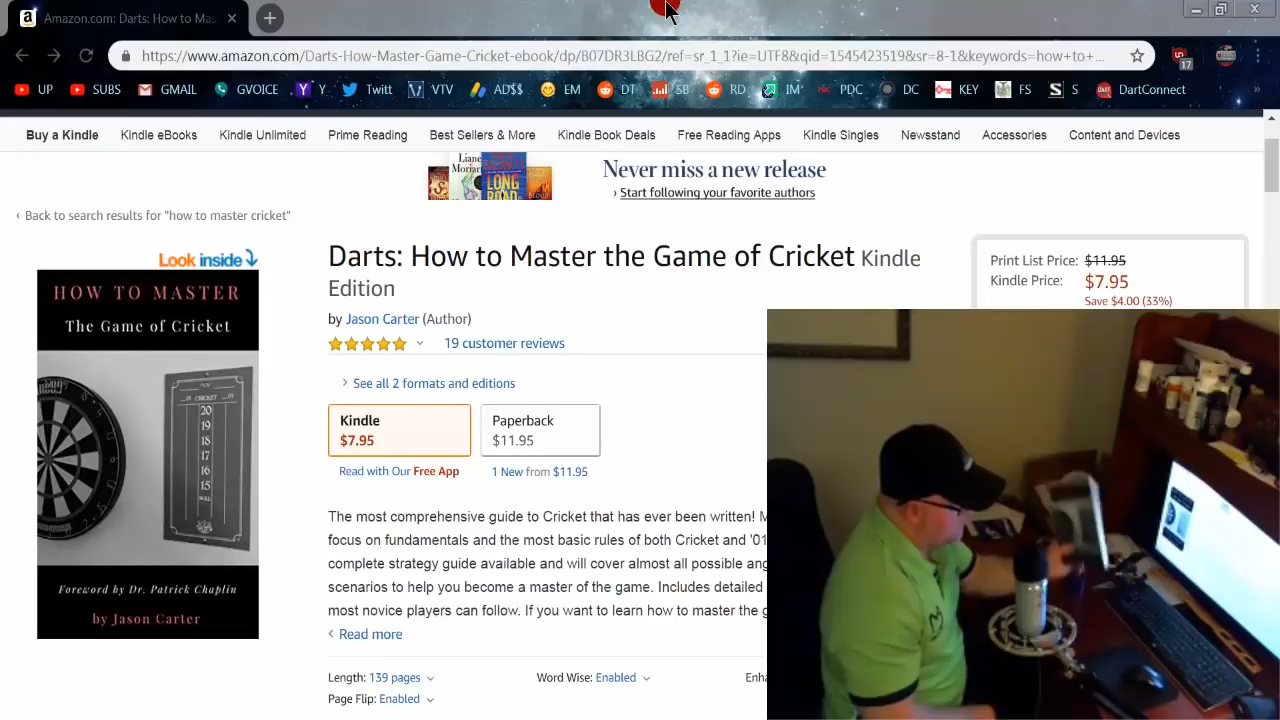 Amazon.com: Darts: How to Mas
https://www.amazon.com/Darts-How-Master-Game-Cricket-ebook/dp/B07DR3LBG2/ref=sr_1_1?ie=UTF8&qid=1545423519&sr=8-1&keywords=how+to+...
17
UP SUBS GMAIL GVOICE Y Twitt VTV AD$$ EM DT SB RD IM PDC DC KEY FS S DartConnect »
Buy a Kindle Kindle eBooks Kindle Unlimited Prime Reading Best Sellers & More Kindle Book Deals Free Reading Apps Kindle Singles Newsstand Accessories Content and Devices
Liane
Moriar
LONG
ROAD
Never miss a new release
› Start following your favorite authors
‹ Back to search results for "how to master cricket"
Look inside
HOW TO MASTER
The Game of Cricket
CRICKET
20
19
18
17
16
15
Foreword by Dr. Patrick Chaplin
by Jason Carter
Darts: How to Master the Game of Cricket Kindle
Edition
by Jason Carter (Author)
19 customer reviews
See all 2 formats and editions
Kindle
$7.95
Paperback
$11.95
Read with Our Free App
1 New from $11.95
The most comprehensive guide to Cricket that has ever been written! M
focus on fundamentals and the most basic rules of both Cricket and '01
complete strategy guide available and will cover almost all possible ang
scenarios to help you become a master of the game. Includes detailed
most novice players can follow. If you want to learn how to master the g
Read more
Length: 139 pages Word Wise: Enabled Enha
Page Flip: Enabled
Print List Price: $11.95
Kindle Price: $7.95
Save $4.00 (33%)